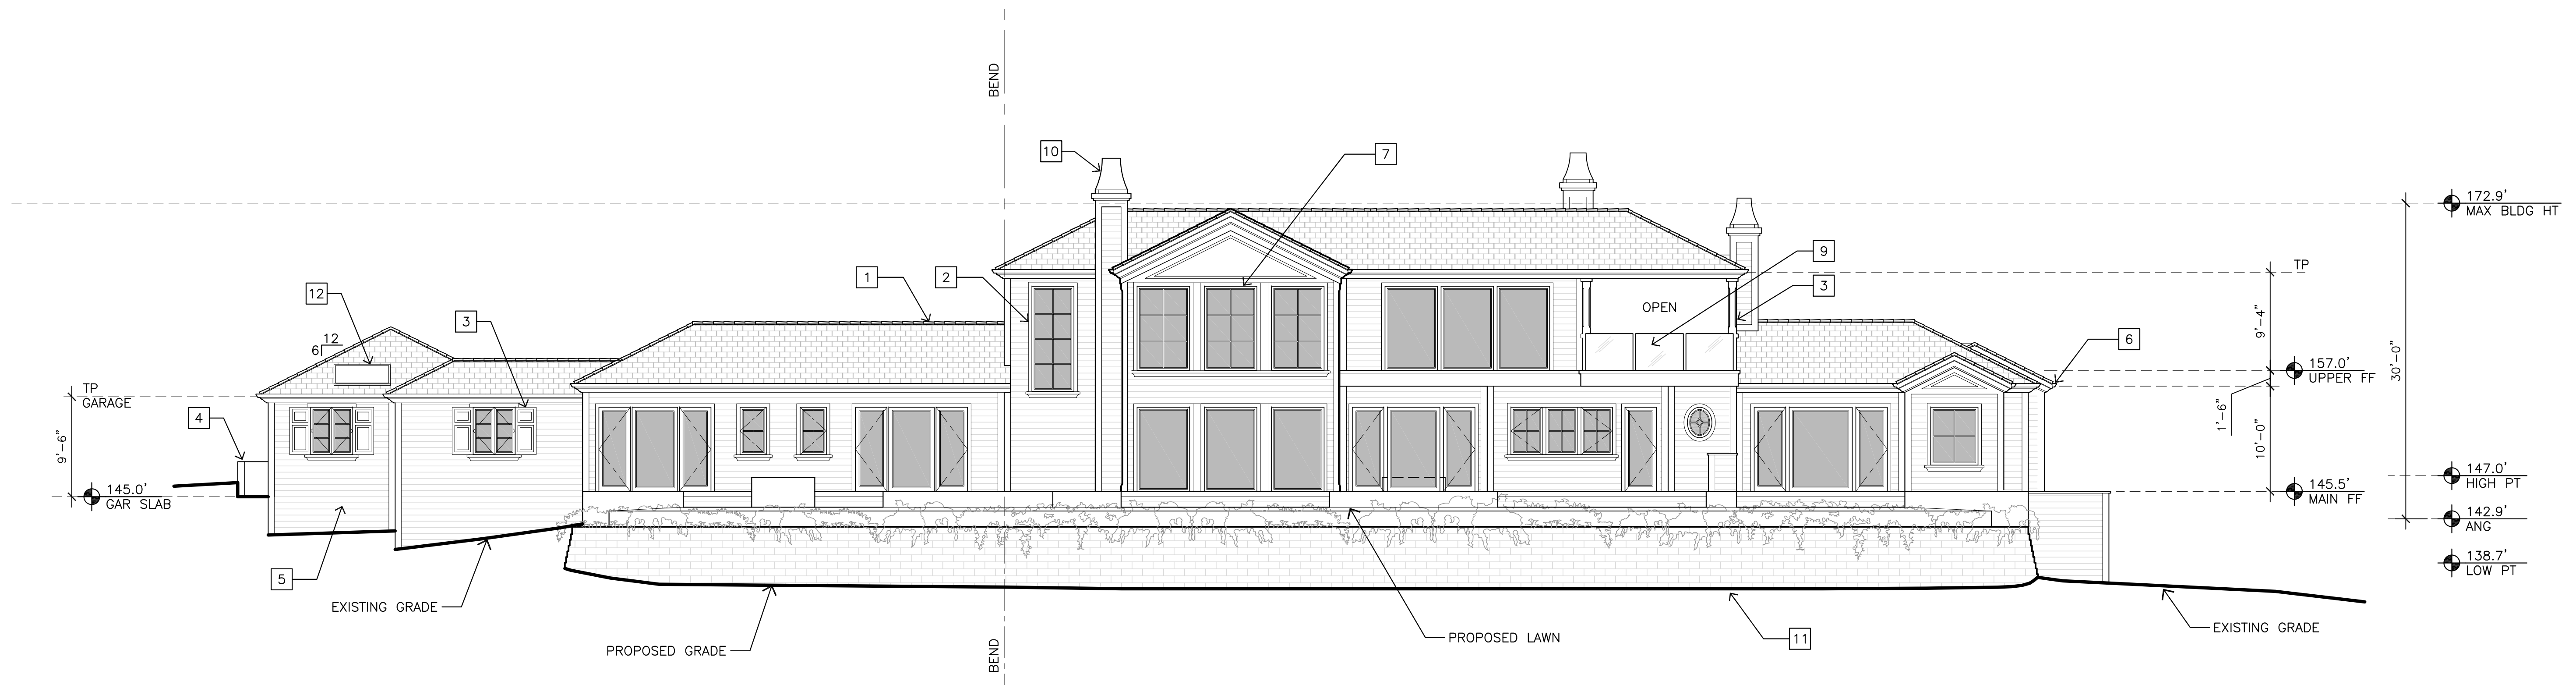 BEND
10
7
172.9'
MAX BLDG HT
9
TP
1
2
3
12
12
6
3
OPEN
9'-4"
6
30'-0"
157.0'
UPPER FF
TP
GARAGE
4
1'-6"
9'-6"
10'-0"
147.0'
HIGH PT
145.0'
GAR SLAB
145.5'
MAIN FF
142.9'
ANG
138.7'
LOW PT
5
EXISTING GRADE
PROPOSED GRADE
BEND
PROPOSED LAWN
11
EXISTING GRADE